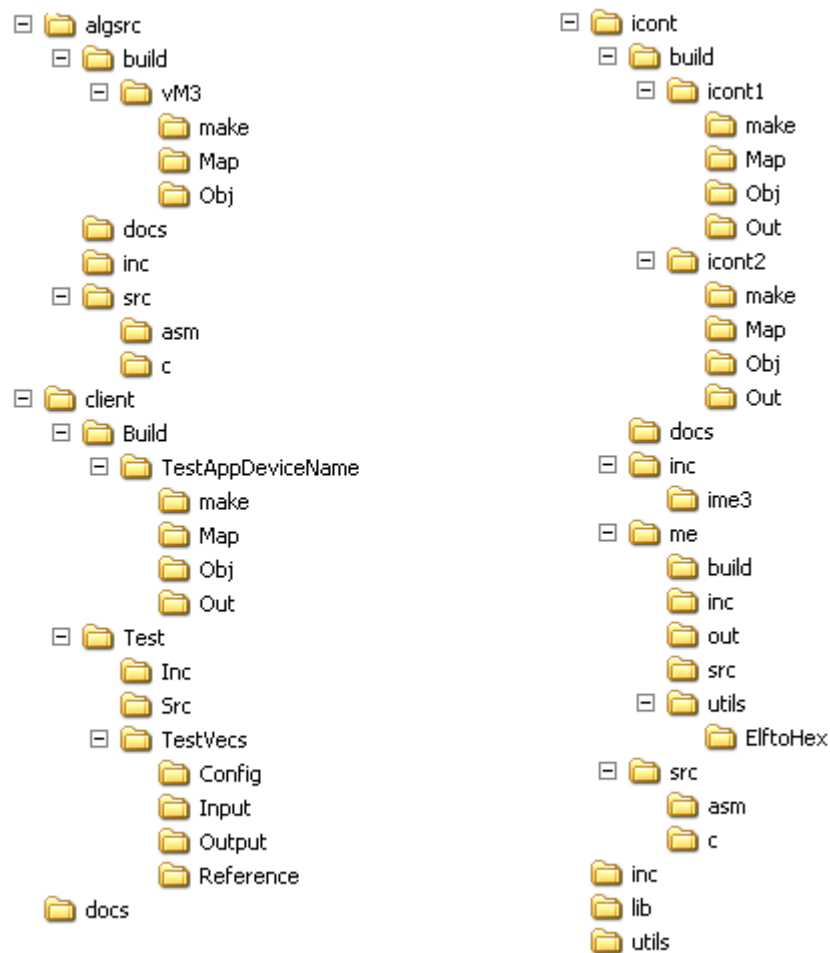 algsrc
build
vM3
make
Map
Obj
docs
inc
src
asm
c
client
Build
TestAppDeviceName
make
Map
Obj
Out
Test
Inc
Src
TestVecs
Config
Input
Output
Reference
docs
icont
build
icont1
make
Map
Obj
Out
icont2
make
Map
Obj
Out
docs
inc
ime3
me
build
inc
out
src
utils
ElftoHex
src
asm
c
inc
lib
utils